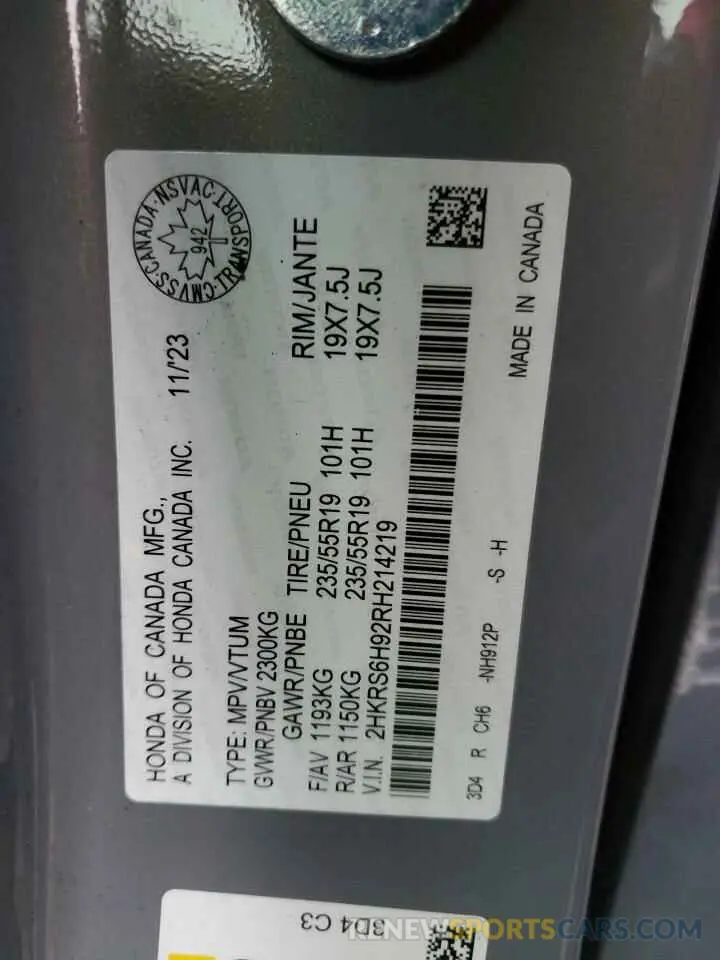 HONDA OF CANADA MFG.,
A DIVISION OF HONDA CANADA INC. 11/'23
CMVSS·CANADA·NSVAC·TRANSPORT
942
TYPE: MPV/VTUM
GVWR/PNBV 2300KG
GAWR/PNBE TIRE/PNEU RIM/JANTE
F/AV 1193KG 235/55R19 101H 19X7.5J
R/AR 1150KG 235/55R19 101H 19X7.5J
V.I.N. 2HKRS6H92RH214219
3D4 R CH6 -NH912P -S -H
MADE IN CANADA
3D4 C3
RENEWSPORTSCARS.COM